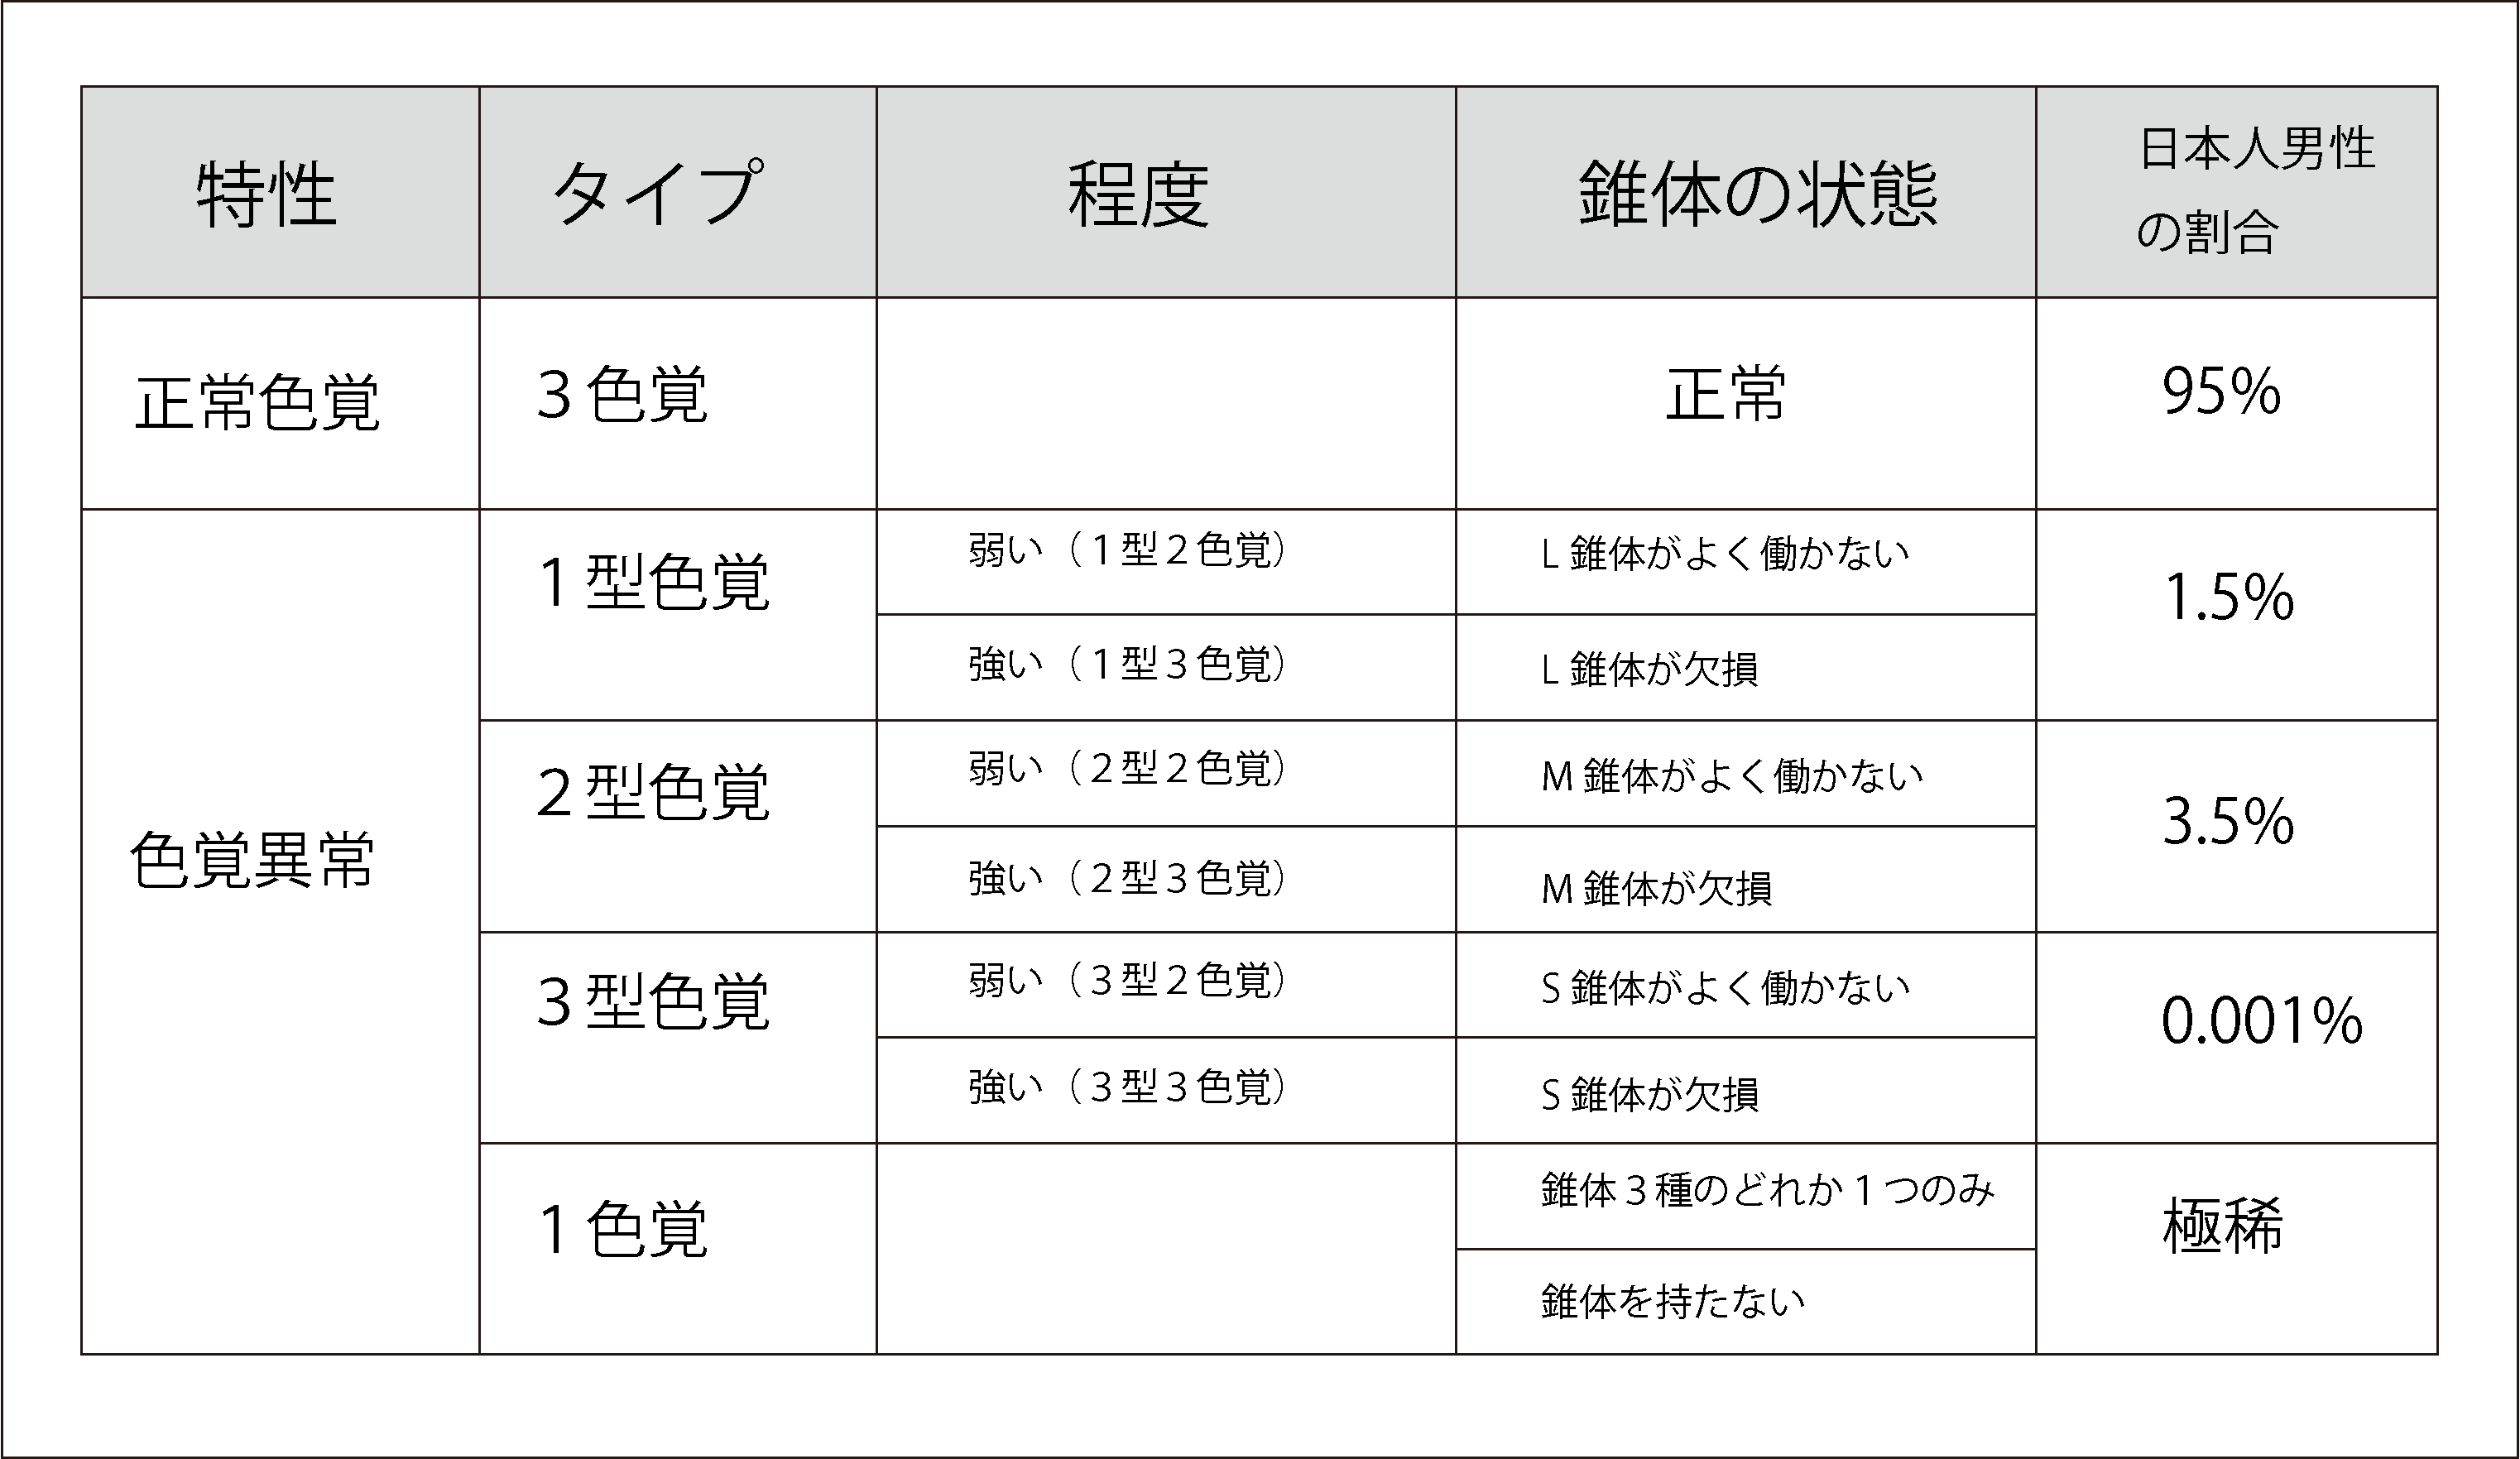 特性
タイプ
程度
錐体の状態
日本人男性
の割合
正常色覚
３色覚
正常
95%
色覚異常
１型色覚
弱い（１型２色覚）
L 錐体がよく働かない
1.5%
強い（１型３色覚）
L 錐体が欠損
２型色覚
弱い（２型２色覚）
M 錐体がよく働かない
3.5%
強い（２型３色覚）
M 錐体が欠損
３型色覚
弱い（３型２色覚）
S 錐体がよく働かない
0.001%
強い（３型３色覚）
S 錐体が欠損
１色覚
錐体３種のどれか１つのみ
極稀
錐体を持たない